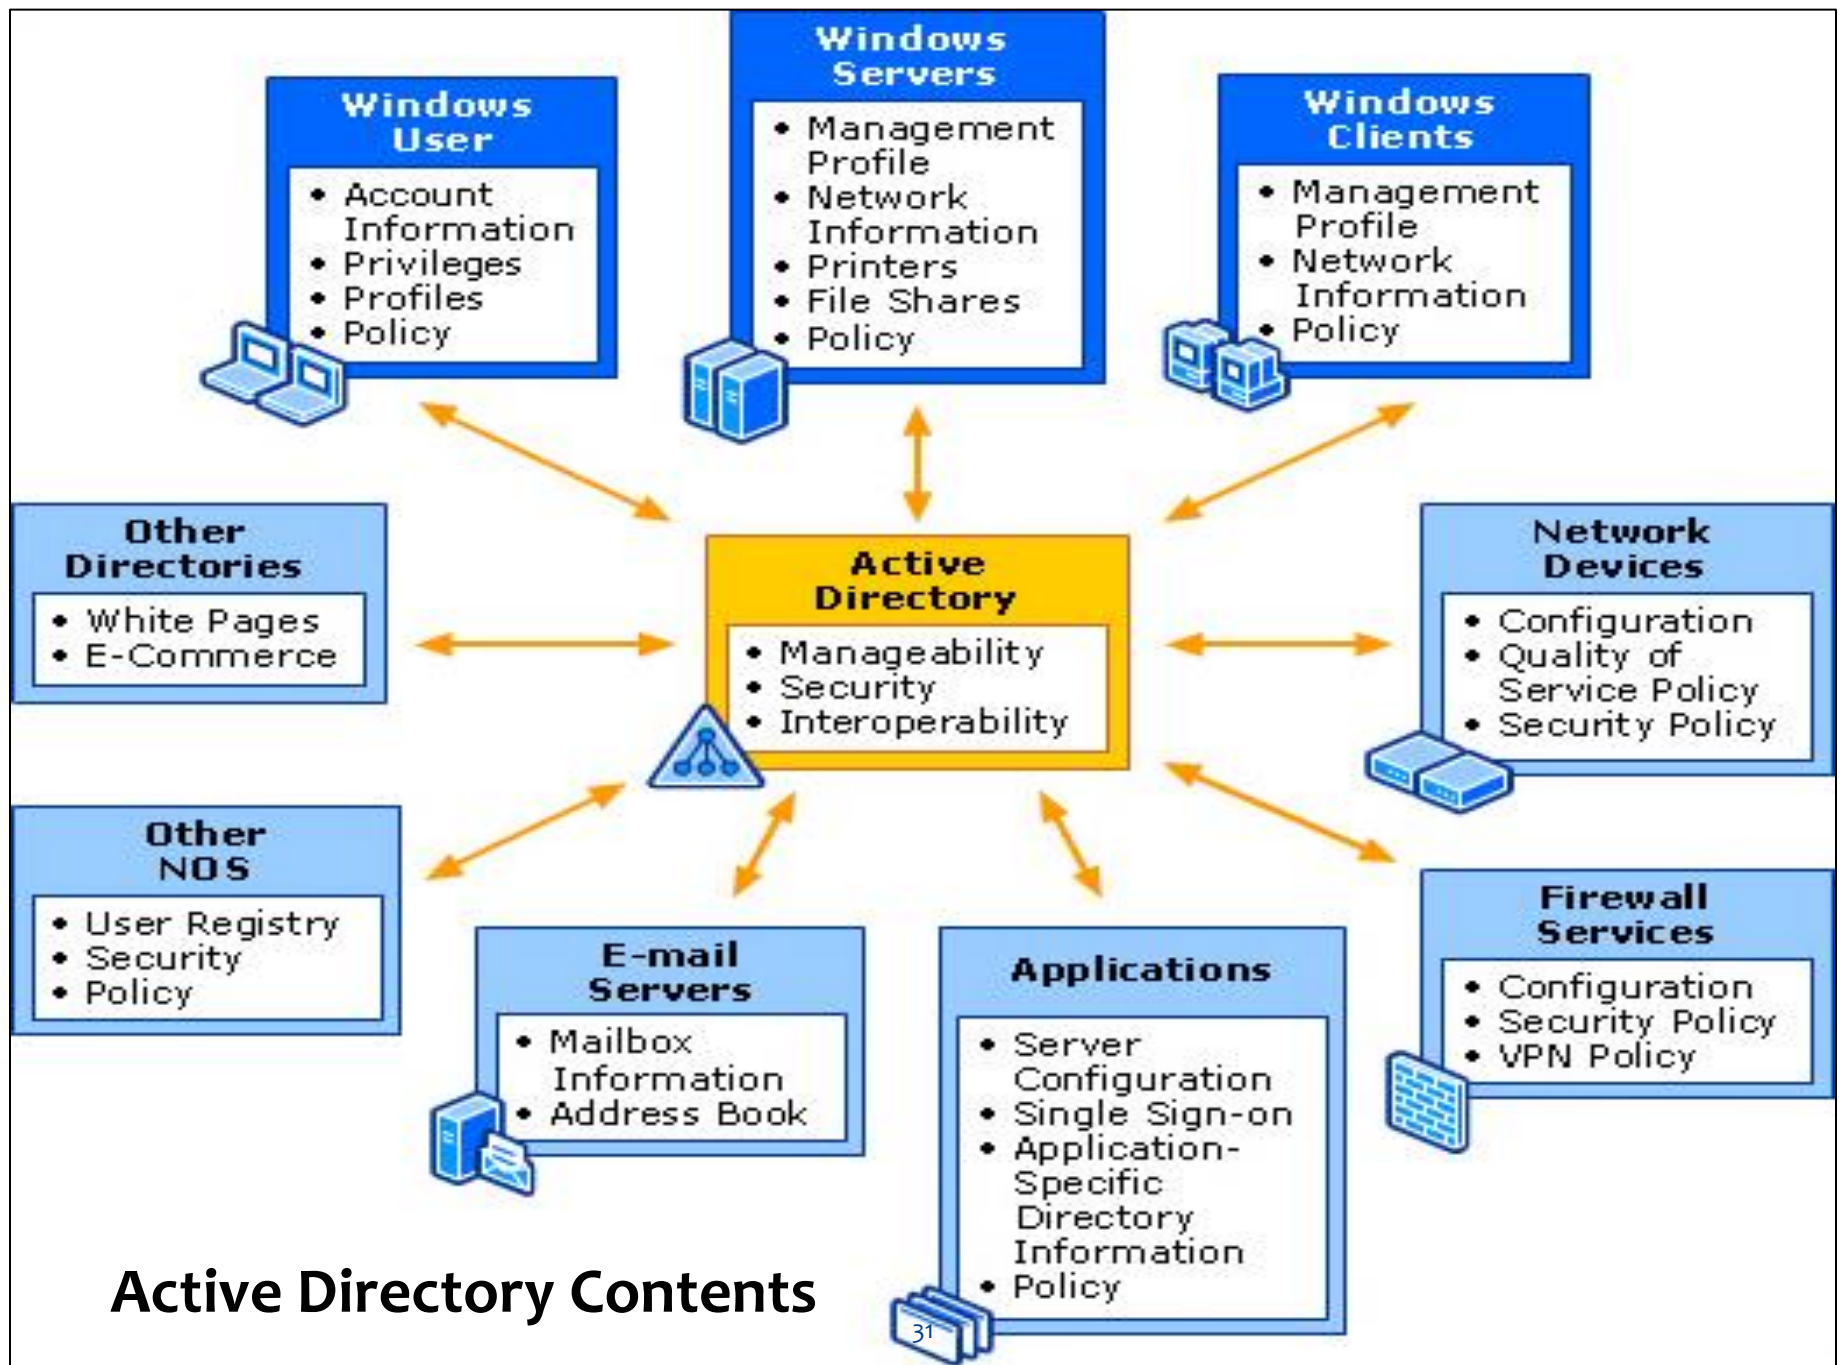 Windows
User
• Account
Information
• Privileges
• Profiles
• Policy
Windows
Servers
• Management
Profile
• Network
Information
• Printers
• File Shares
• Policy
Windows
Clients
• Management
Profile
• Network
Information
• Policy
Other
Directories
• White Pages
• E-Commerce
Active
Directory
• Manageability
• Security
• Interoperability
Network
Devices
• Configuration
• Quality of
Service Policy
• Security Policy
Other
NOS
• User Registry
• Security
• Policy
E-mail
Servers
• Mailbox
Information
• Address Book
Applications
• Server
Configuration
• Single Sign-on
• Application-
Specific
Directory
Information
• Policy
Firewall
Services
• Configuration
• Security Policy
• VPN Policy
Active Directory Contents
31